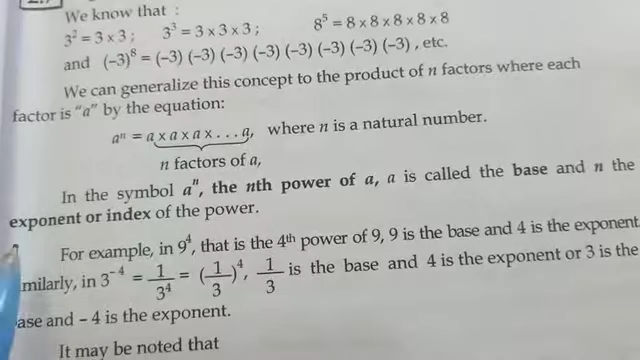 We know that :
3² = 3 x 3 ; 3³ = 3 x 3 x 3 ; 8⁵ = 8 x 8 x 8 x 8 x 8
and (–3)⁸ = (–3) (–3) (–3) (–3) (–3) (–3) (–3) (–3) , etc.
We can generalize this concept to the product of n factors where each
factor is "a" by the equation:
aⁿ = a x a x a x . . . a, where n is a natural number.
n factors of a,
In the symbol aⁿ, the nth power of a, a is called the base and n the
exponent or index of the power.
For example, in 9⁴, that is the 4th power of 9, 9 is the base and 4 is the exponent
milarly, in 3⁻⁴ = 1/3⁴ = (1/3)⁴, 1/3 is the base and 4 is the exponent or 3 is the
ase and – 4 is the exponent.
It may be noted that